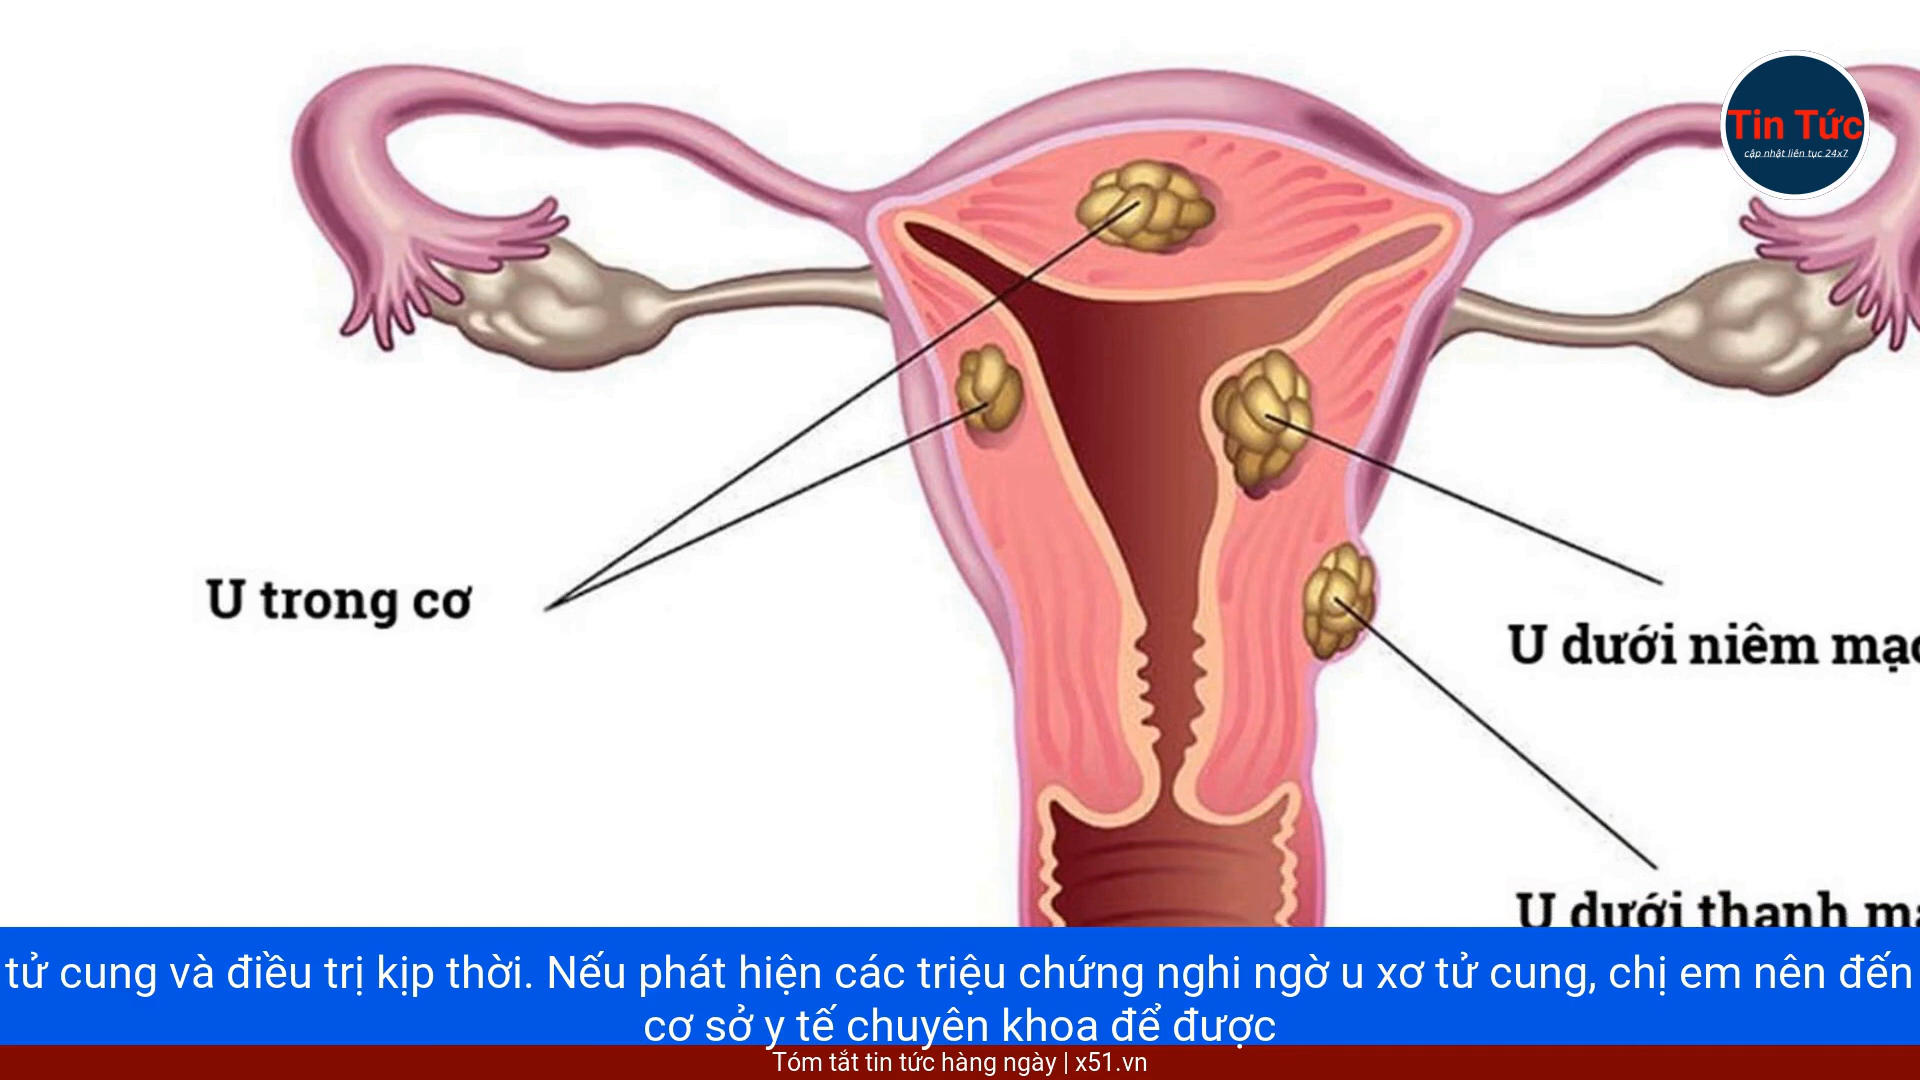 Tin Tức
cập nhật liên tục 24x7
U trong cơ
U dưới niêm
U dưới thanh
tử cung và điều trị kịp thời. Nếu phát hiện các triệu chứng nghi ngờ u xơ tử cung, chị em nên đến
cơ sở y tế chuyên khoa để được
Tóm tắt tin tức hàng ngày | x51.vn